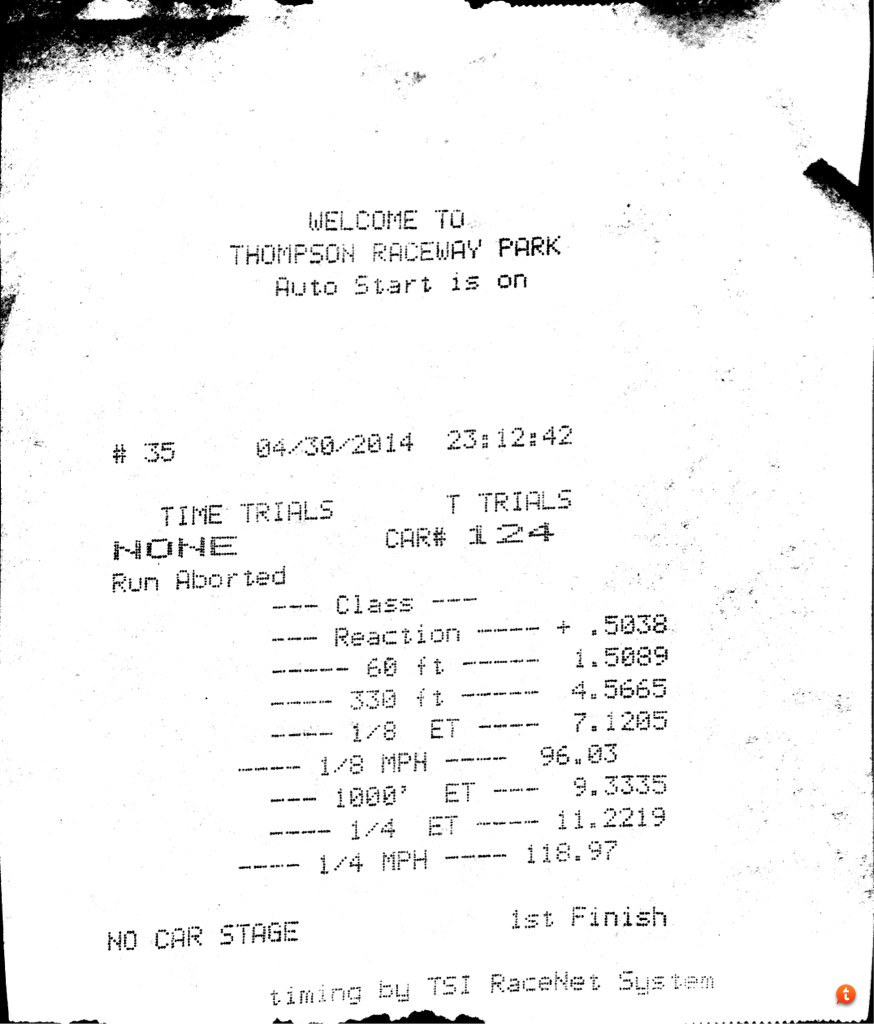 WELCOME TO
THOMPSON RACEWAY PARK
Auto Start is on
# 35 04/30/2014 23:12:42
TIME TRIALS T TRIALS
NONE CAR# 124
Run Aborted
--- Class ---
--- Reaction ---- + .5038
----- 60 ft ----- 1.5089
---- 330 ft ----- 4.5665
---- 1/8 ET ---- 7.1205
---- 1/8 MPH ---- 96.03
--- 1000' ET --- 9.3335
---- 1/4 ET ---- 11.2219
---- 1/4 MPH ---- 118.97
NO CAR STAGE 1st Finish
timing by TSI RaceNet System
t